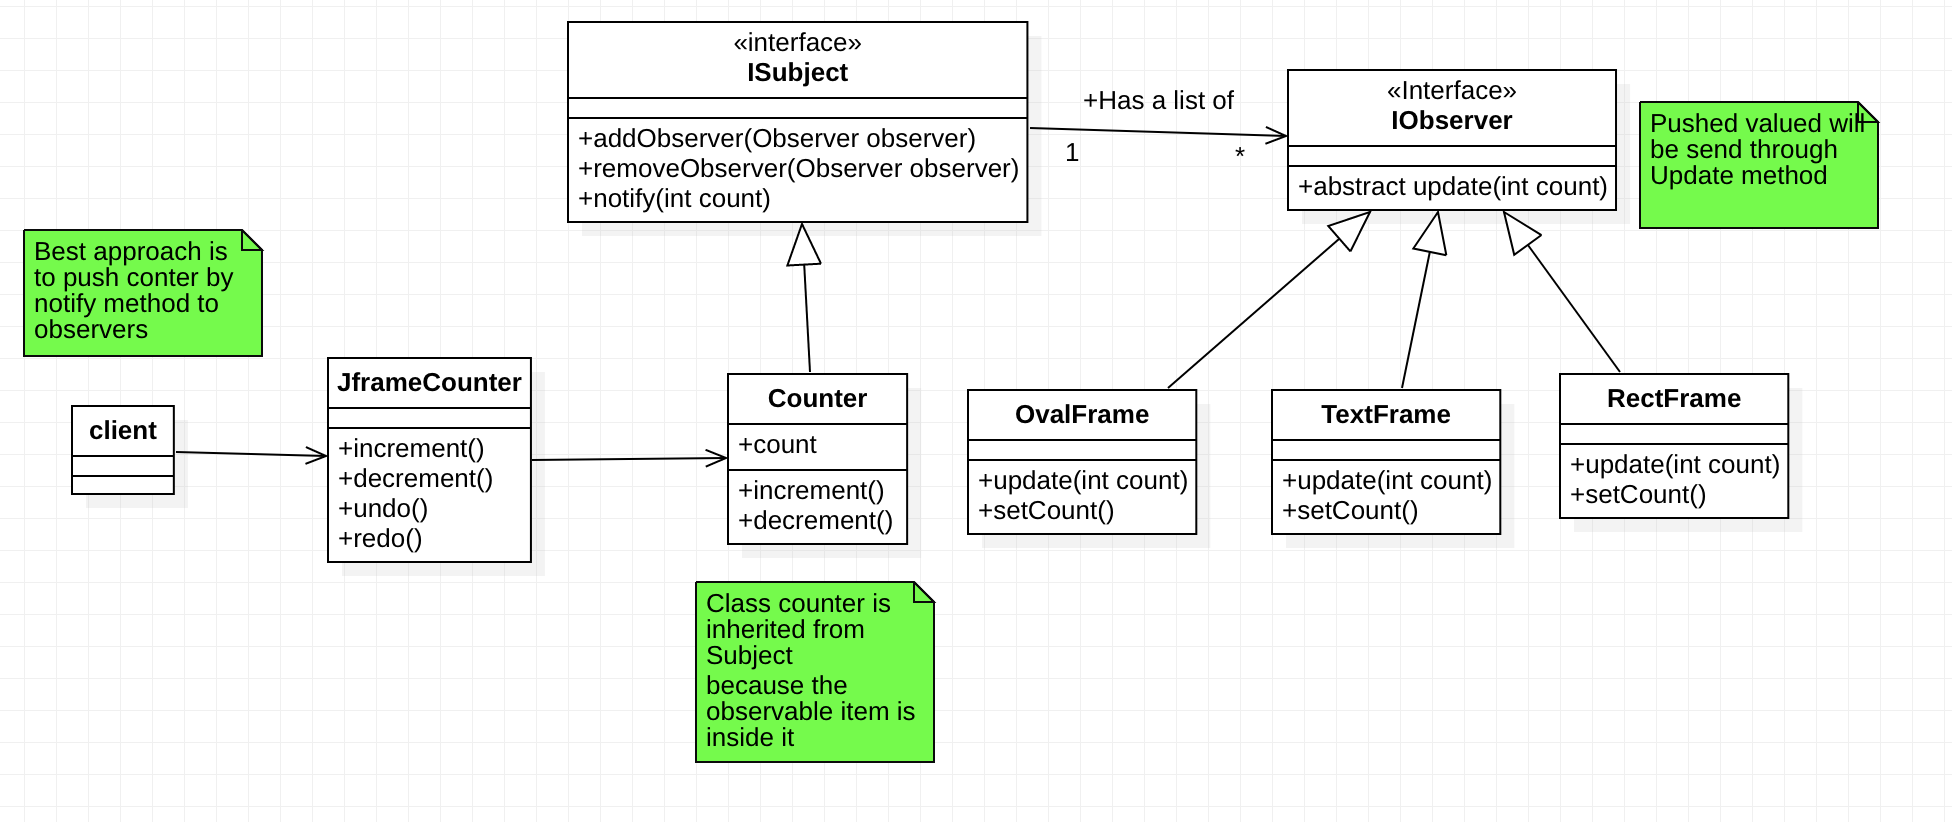 «interface»
ISubject
+addObserver(Observer observer)
+removeObserver(Observer observer)
+notify(int count)
+Has a list of
1
*
«Interface»
IObserver
+abstract update(int count)
Pushed valued will
be send through
Update method
Best approach is
to push conter by
notify method to
observers
client
JframeCounter
+increment()
+decrement()
+undo()
+redo()
Counter
+count
+increment()
+decrement()
OvalFrame
+update(int count)
+setCount()
TextFrame
+update(int count)
+setCount()
RectFrame
+update(int count)
+setCount()
Class counter is
inherited from
Subject
because the
observable item is
inside it